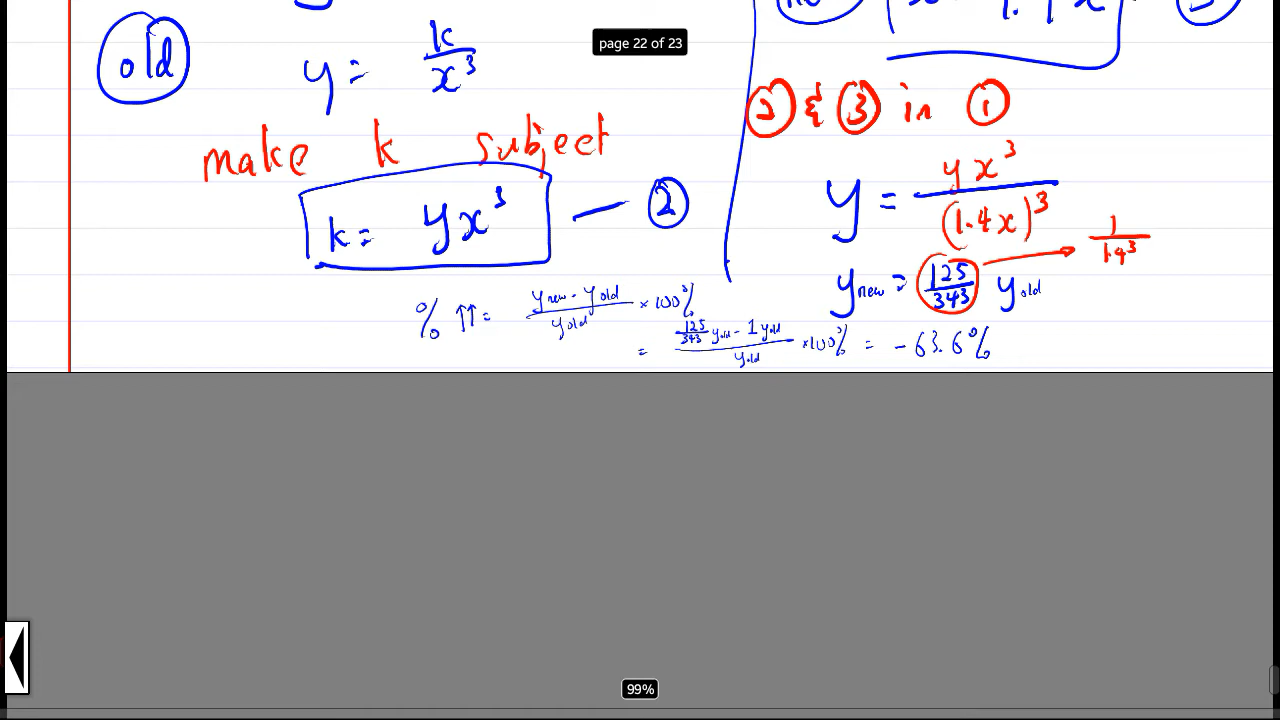 page 22 of 23
old
y = k/x³
make k subject
k = yx³ — ②
② & ③ in ①
y = yx³/(1.4x)³
1/1.4³
y new = 125/343 y old
% ↑↑ = (y new - y old)/y old × 100%
= (125/343 y old - 1 y old)/y old × 100% = -63.6%
99%